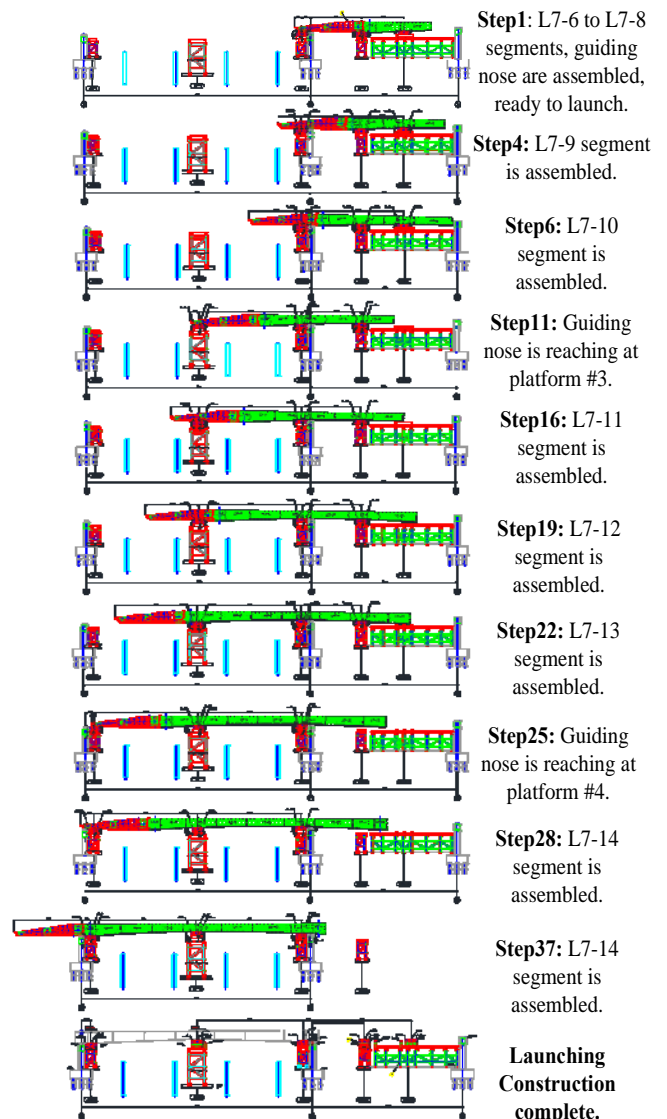 Step1: L7-6 to L7-8
segments, guiding
nose are assembled,
ready to launch.
Step4: L7-9 segment
is assembled.
Step6: L7-10
segment is
assembled.
Step11: Guiding
nose is reaching at
platform #3.
Step16: L7-11
segment is
assembled.
Step19: L7-12
segment is
assembled.
Step22: L7-13
segment is
assembled.
Step25: Guiding
nose is reaching at
platform #4.
Step28: L7-14
segment is
assembled.
Step37: L7-14
segment is
assembled.
Launching
Construction
complete.